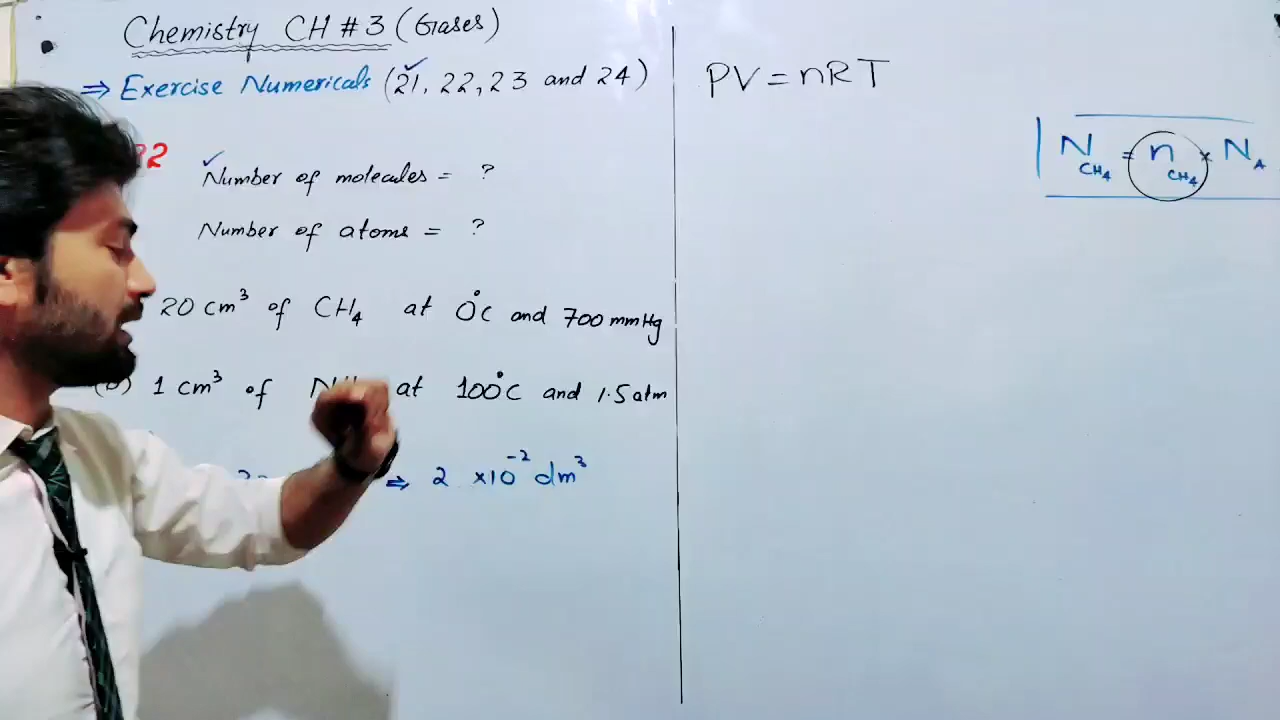 Chemistry CH # 3 (Gases)
⇒ Exercise Numericals (21, 22, 23 and 24)
2
Number of molecules = ?
Number of atoms = ?
20 cm³ of CH₄ at 0°C and 700 mmHg
(b) 1 cm³ of at 100°C and 1.5 atm
⇒ 2 ×10⁻² dm³
PV = nRT
N_CH₄ = n_CH₄ × N_A